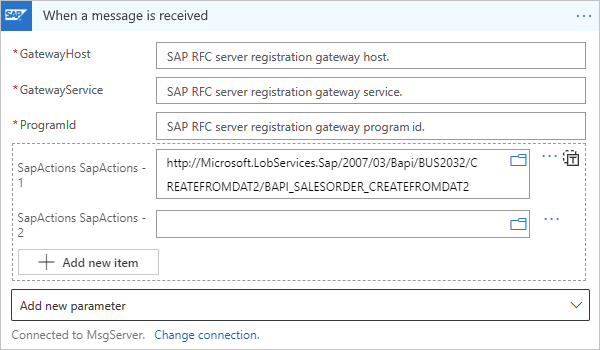 SAP
When a message is received
...
*GatewayHost
SAP RFC server registration gateway host.
*GatewayService
SAP RFC server registration gateway service.
*ProgramId
SAP RFC server registration gateway program id.
SapActions SapActions -
1
http://Microsoft.LobServices.Sap/2007/03/Bapi/BUS2032/C
REATEFROMDAT2/BAPI_SALESORDER_CREATEFROMDAT2
...
SapActions SapActions -
2
...
Add new item
Add new parameter
Connected to MsgServer. Change connection.